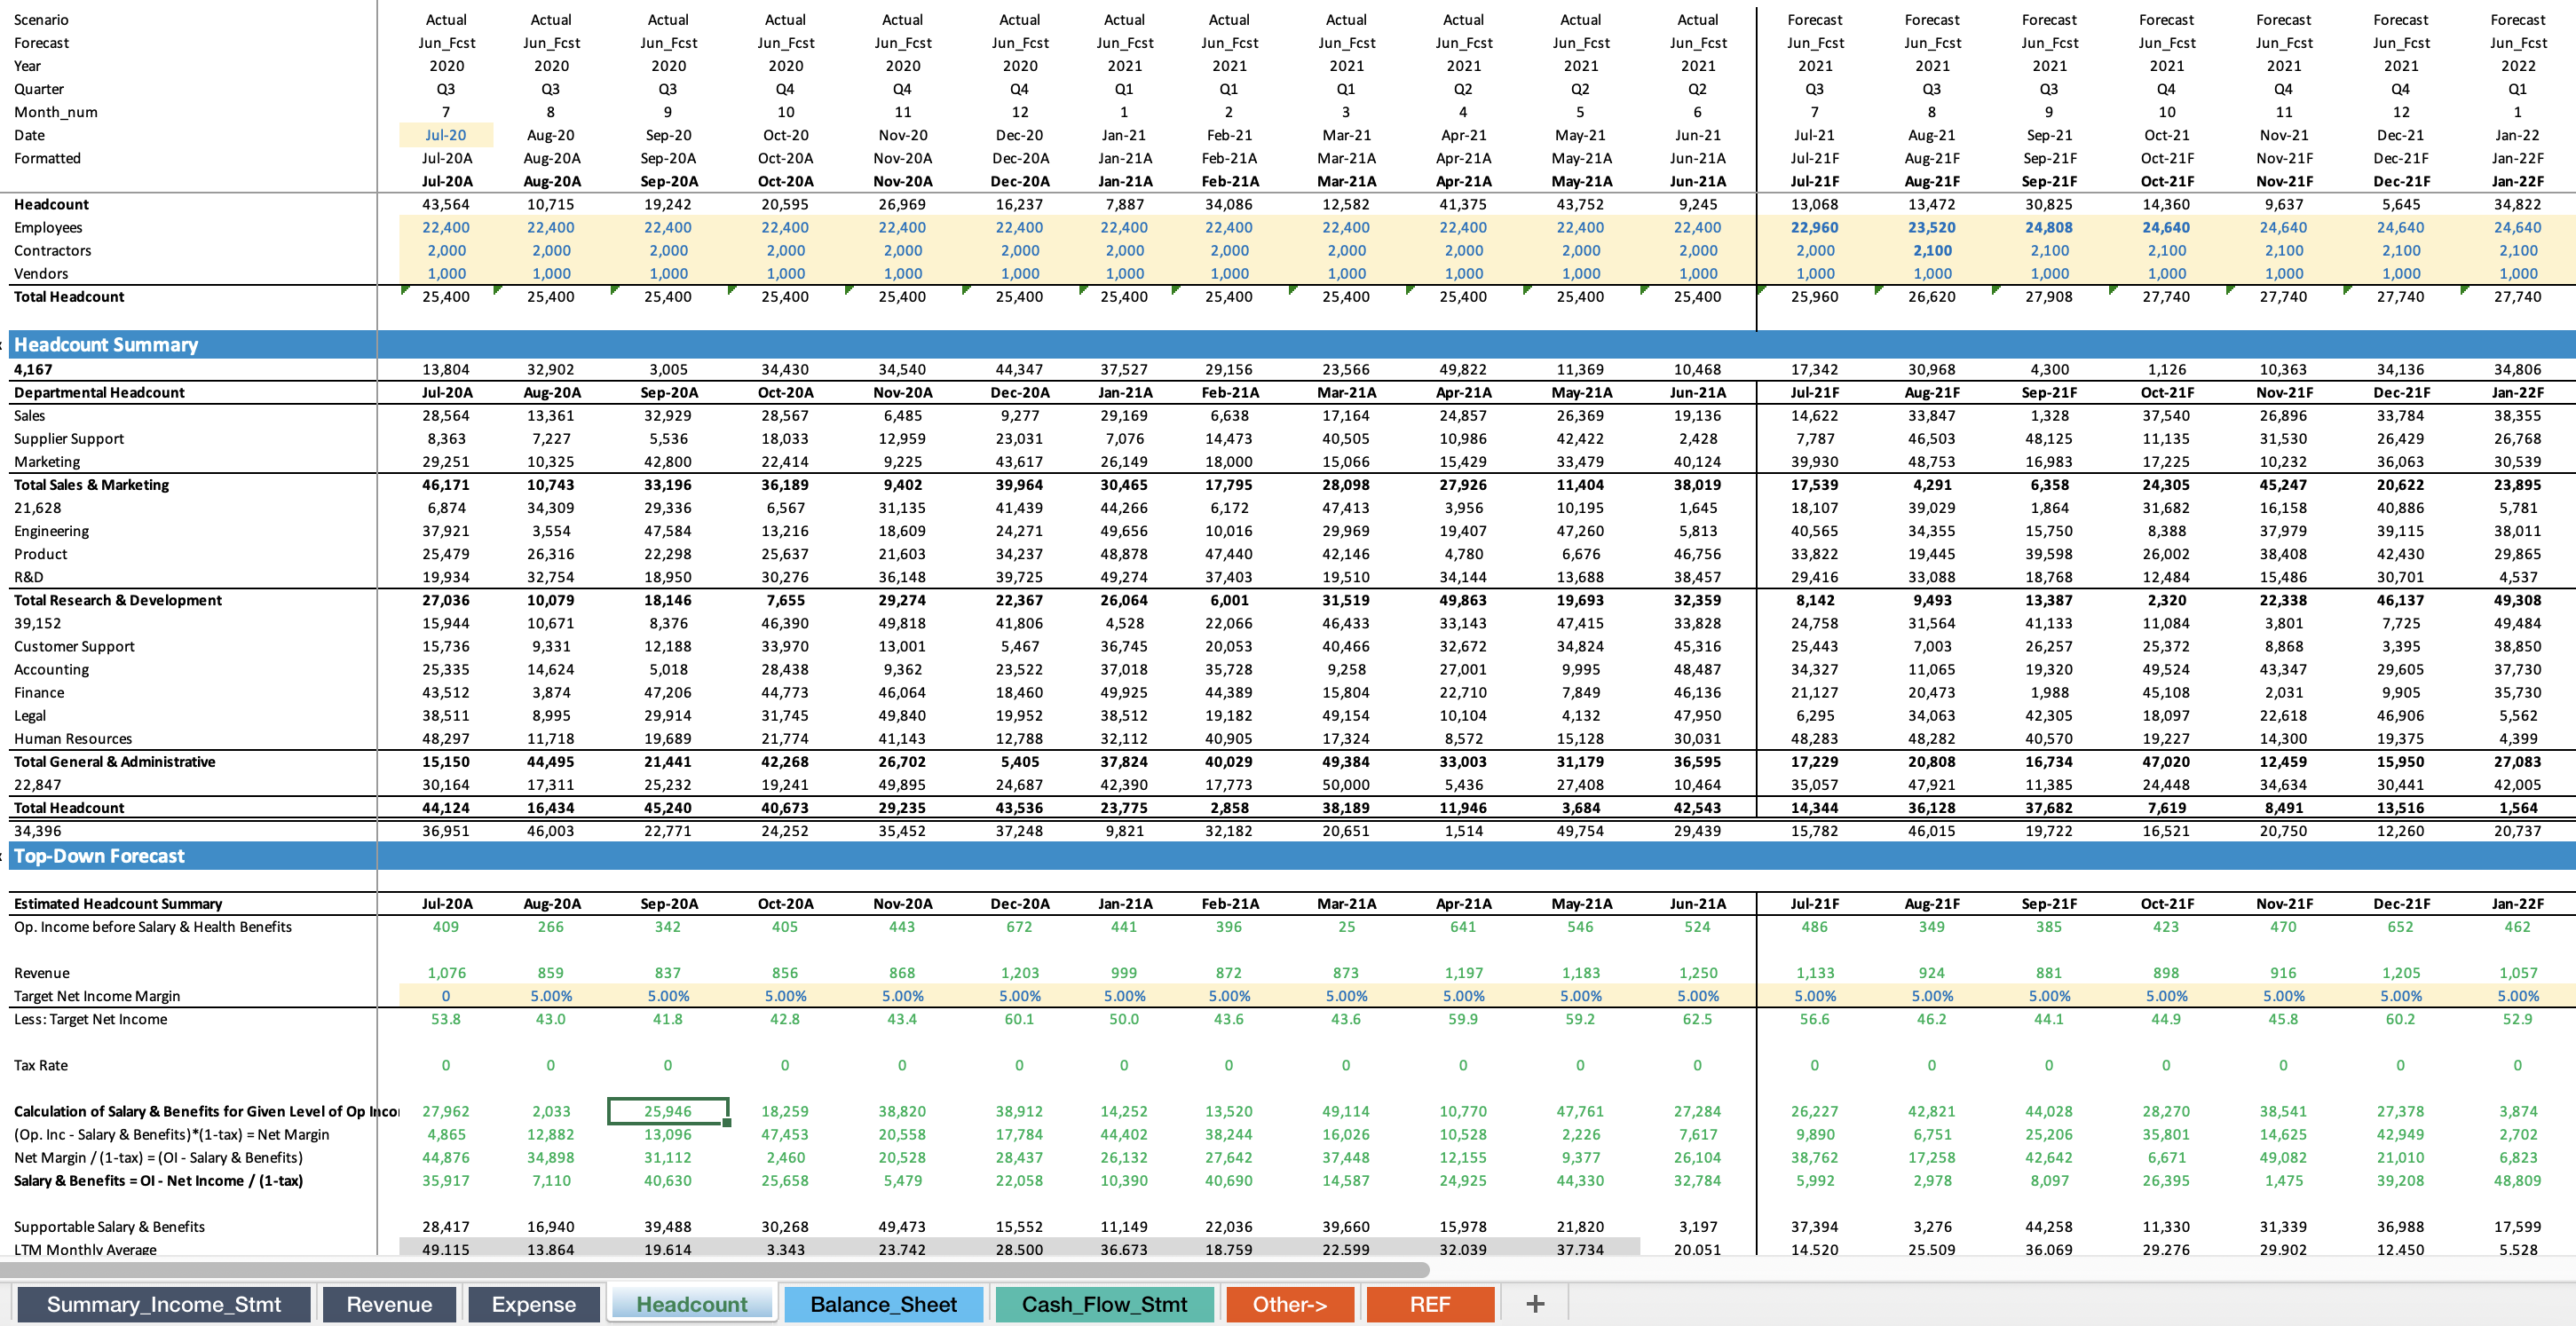 Scenario Actual Actual Actual Actual Actual Actual Actual Actual Actual Actual Actual Actual Forecast Forecast Forecast Forecast Forecast Forecast Forecast
Forecast Jun_Fcst Jun_Fcst Jun_Fcst Jun_Fcst Jun_Fcst Jun_Fcst Jun_Fcst Jun_Fcst Jun_Fcst Jun_Fcst Jun_Fcst Jun_Fcst Jun_Fcst Jun_Fcst Jun_Fcst Jun_Fcst Jun_Fcst Jun_Fcst Jun_Fcst
Year 2020 2020 2020 2020 2020 2020 2021 2021 2021 2021 2021 2021 2021 2021 2021 2021 2021 2021 2022
Quarter Q3 Q3 Q3 Q4 Q4 Q4 Q1 Q1 Q1 Q2 Q2 Q2 Q3 Q3 Q3 Q4 Q4 Q4 Q1
Month_num 7 8 9 10 11 12 1 2 3 4 5 6 7 8 9 10 11 12 1
Date Jul-20 Aug-20 Sep-20 Oct-20 Nov-20 Dec-20 Jan-21 Feb-21 Mar-21 Apr-21 May-21 Jun-21 Jul-21 Aug-21 Sep-21 Oct-21 Nov-21 Dec-21 Jan-22
Formatted Jul-20A Aug-20A Sep-20A Oct-20A Nov-20A Dec-20A Jan-21A Feb-21A Mar-21A Apr-21A May-21A Jun-21A Jul-21F Aug-21F Sep-21F Oct-21F Nov-21F Dec-21F Jan-22F
Jul-20A Aug-20A Sep-20A Oct-20A Nov-20A Dec-20A Jan-21A Feb-21A Mar-21A Apr-21A May-21A Jun-21A Jul-21F Aug-21F Sep-21F Oct-21F Nov-21F Dec-21F Jan-22F
Headcount 43,564 10,715 19,242 20,595 26,969 16,237 7,887 34,086 12,582 41,375 43,752 9,245 13,068 13,472 30,825 14,360 9,637 5,645 34,822
Employees 22,400 22,400 22,400 22,400 22,400 22,400 22,400 22,400 22,400 22,400 22,400 22,400 22,960 23,520 24,808 24,640 24,640 24,640 24,640
Contractors 2,000 2,000 2,000 2,000 2,000 2,000 2,000 2,000 2,000 2,000 2,000 2,000 2,000 2,100 2,100 2,100 2,100 2,100 2,100
Vendors 1,000 1,000 1,000 1,000 1,000 1,000 1,000 1,000 1,000 1,000 1,000 1,000 1,000 1,000 1,000 1,000 1,000 1,000 1,000
Total Headcount 25,400 25,400 25,400 25,400 25,400 25,400 25,400 25,400 25,400 25,400 25,400 25,400 25,960 26,620 27,908 27,740 27,740 27,740 27,740
Headcount Summary
4,167 13,804 32,902 3,005 34,430 34,540 44,347 37,527 29,156 23,566 49,822 11,369 10,468 17,342 30,968 4,300 1,126 10,363 34,136 34,806
Departmental Headcount Jul-20A Aug-20A Sep-20A Oct-20A Nov-20A Dec-20A Jan-21A Feb-21A Mar-21A Apr-21A May-21A Jun-21A Jul-21F Aug-21F Sep-21F Oct-21F Nov-21F Dec-21F Jan-22F
Sales 28,564 13,361 32,929 28,567 6,485 9,277 29,169 6,638 17,164 24,857 26,369 19,136 14,622 33,847 1,328 37,540 26,896 33,784 38,355
Supplier Support 8,363 7,227 5,536 18,033 12,959 23,031 7,076 14,473 40,505 10,986 42,422 2,428 7,787 46,503 48,125 11,135 31,530 26,429 26,768
Marketing 29,251 10,325 42,800 22,414 9,225 43,617 26,149 18,000 15,066 15,429 33,479 40,124 39,930 48,753 16,983 17,225 10,232 36,063 30,539
Total Sales & Marketing 46,171 10,743 33,196 36,189 9,402 39,964 30,465 17,795 28,098 27,926 11,404 38,019 17,539 4,291 6,358 24,305 45,247 20,622 23,895
21,628 6,874 34,309 29,336 6,567 31,135 41,439 44,266 6,172 47,413 3,956 10,195 1,645 18,107 39,029 1,864 31,682 16,158 40,886 5,781
Engineering 37,921 3,554 47,584 13,216 18,609 24,271 49,656 10,016 29,969 19,407 47,260 5,813 40,565 34,355 15,750 8,388 37,979 39,115 38,011
Product 25,479 26,316 22,298 25,637 21,603 34,237 48,878 47,440 42,146 4,780 6,676 46,756 33,822 19,445 39,598 26,002 38,408 42,430 29,865
R&D 19,934 32,754 18,950 30,276 36,148 39,725 49,274 37,403 19,510 34,144 13,688 38,457 29,416 33,088 18,768 12,484 15,486 30,701 4,537
Total Research & Development 27,036 10,079 18,146 7,655 29,274 22,367 26,064 6,001 31,519 49,863 19,693 32,359 8,142 9,493 13,387 2,320 22,338 46,137 49,308
39,152 15,944 10,671 8,376 46,390 49,818 41,806 4,528 22,066 46,433 33,143 47,415 33,828 24,758 31,564 41,133 11,084 3,801 7,725 49,484
Customer Support 15,736 9,331 12,188 33,970 13,001 5,467 36,745 20,053 40,466 32,672 34,824 45,316 25,443 7,003 26,257 25,372 8,868 3,395 38,850
Accounting 25,335 14,624 5,018 28,438 9,362 23,522 37,018 35,728 9,258 27,001 9,995 48,487 34,327 11,065 19,320 49,524 43,347 29,605 37,730
Finance 43,512 3,874 47,206 44,773 46,064 18,460 49,925 44,389 15,804 22,710 7,849 46,136 21,127 20,473 1,988 45,108 2,031 9,905 35,730
Legal 38,511 8,995 29,914 31,745 49,840 19,952 38,512 19,182 49,154 10,104 4,132 47,950 6,295 34,063 42,305 18,097 22,618 46,906 5,562
Human Resources 48,297 11,718 19,689 21,774 41,143 12,788 32,112 40,905 17,324 8,572 15,128 30,031 48,283 48,282 40,570 19,227 14,300 19,375 4,399
Total General & Administrative 15,150 44,495 21,441 42,268 26,702 5,405 37,824 40,029 49,384 33,003 31,179 36,595 17,229 20,808 16,734 47,020 12,459 15,950 27,083
22,847 30,164 17,311 25,232 19,241 49,895 24,687 42,390 17,773 50,000 5,436 27,408 10,464 35,057 47,921 11,385 24,448 34,634 30,441 42,005
Total Headcount 44,124 16,434 45,240 40,673 29,235 43,536 23,775 2,858 38,189 11,946 3,684 42,543 14,344 36,128 37,682 7,619 8,491 13,516 1,564
34,396 36,951 46,003 22,771 24,252 35,452 37,248 9,821 32,182 20,651 1,514 49,754 29,439 15,782 46,015 19,722 16,521 20,750 12,260 20,737
Top-Down Forecast
Estimated Headcount Summary Jul-20A Aug-20A Sep-20A Oct-20A Nov-20A Dec-20A Jan-21A Feb-21A Mar-21A Apr-21A May-21A Jun-21A Jul-21F Aug-21F Sep-21F Oct-21F Nov-21F Dec-21F Jan-22F
Op. Income before Salary & Health Benefits 409 266 342 405 443 672 441 396 25 641 546 524 486 349 385 423 470 652 462
Revenue 1,076 859 837 856 868 1,203 999 872 873 1,197 1,183 1,250 1,133 924 881 898 916 1,205 1,057
Target Net Income Margin 0 5.00% 5.00% 5.00% 5.00% 5.00% 5.00% 5.00% 5.00% 5.00% 5.00% 5.00% 5.00% 5.00% 5.00% 5.00% 5.00% 5.00% 5.00%
Less: Target Net Income 53.8 43.0 41.8 42.8 43.4 60.1 50.0 43.6 43.6 59.9 59.2 62.5 56.6 46.2 44.1 44.9 45.8 60.2 52.9
Tax Rate 0 0 0 0 0 0 0 0 0 0 0 0 0 0 0 0 0 0 0
Calculation of Salary & Benefits for Given Level of Op Incor 27,962 2,033 25,946 18,259 38,820 38,912 14,252 13,520 49,114 10,770 47,761 27,284 26,227 42,821 44,028 28,270 38,541 27,378 3,874
(Op. Inc - Salary & Benefits)*(1-tax) = Net Margin 4,865 12,882 13,096 47,453 20,558 17,784 44,402 38,244 16,026 10,528 2,226 7,617 9,890 6,751 25,206 35,801 14,625 42,949 2,702
Net Margin / (1-tax) = (OI - Salary & Benefits) 44,876 34,898 31,112 2,460 20,528 28,437 26,132 27,642 37,448 12,155 9,377 26,104 38,762 17,258 42,642 6,671 49,082 21,010 6,823
Salary & Benefits = OI - Net Income / (1-tax) 35,917 7,110 40,630 25,658 5,479 22,058 10,390 40,690 14,587 24,925 44,330 32,784 5,992 2,978 8,097 26,395 1,475 39,208 48,809
Supportable Salary & Benefits 28,417 16,940 39,488 30,268 49,473 15,552 11,149 22,036 39,660 15,978 21,820 3,197 37,394 3,276 44,258 11,330 31,339 36,988 17,599
LTM Monthly Average 49,115 13,864 19,614 3,343 23,742 28,500 36,673 18,759 22,599 32,039 37,734 20,051 14,520 25,509 36,069 29,276 29,902 12,450 5,528
Summary_Income_Stmt Revenue Expense Headcount Balance_Sheet Cash_Flow_Stmt Other-> REF +